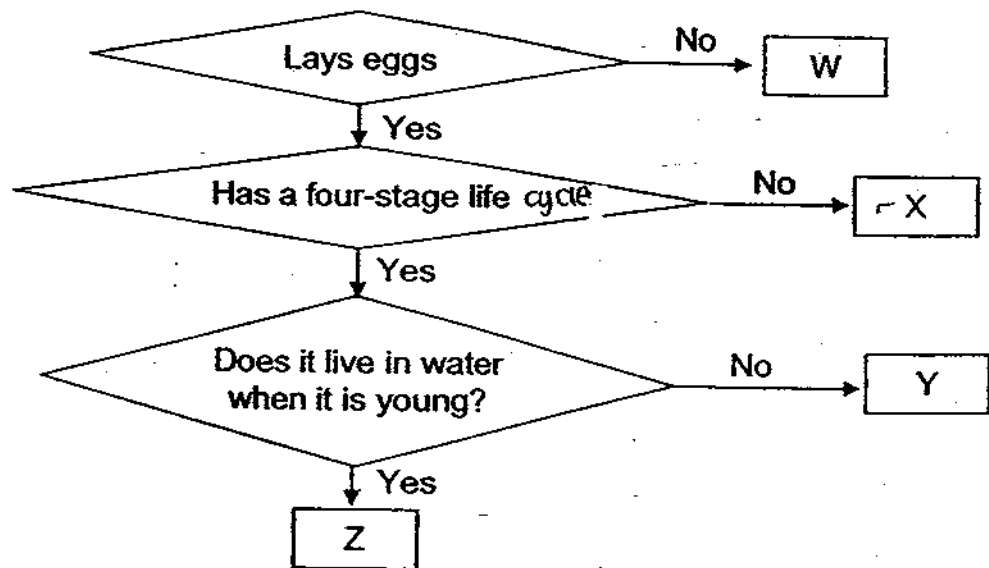 Lays eggs
No
W
Yes
Has a four-stage life cycle
No
X
Yes
Does it live in water
when it is young?
No
Y
Yes
Z